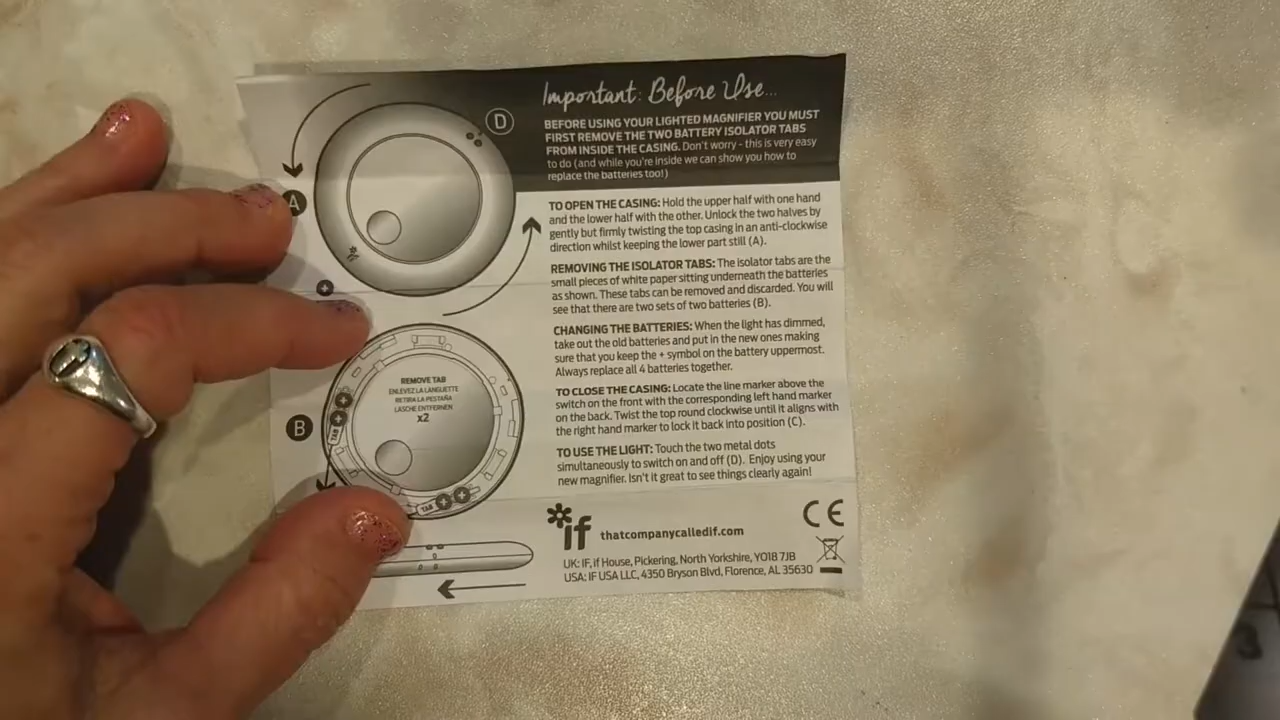 Important: Before Use...
BEFORE USING YOUR LIGHTED MAGNIFIER YOU MUST
FIRST REMOVE THE TWO BATTERY ISOLATOR TABS
FROM INSIDE THE CASING. Don't worry - this is very easy
to do (and while you're inside we can show you how to
replace the batteries too!)
D
A
TO OPEN THE CASING: Hold the upper half with one hand
and the lower half with the other. Unlock the two halves by
gently but firmly twisting the top casing in an anti-clockwise
direction whilst keeping the lower part still (A).
REMOVING THE ISOLATOR TABS: The isolator tabs are the
small pieces of white paper sitting underneath the batteries
as shown. These tabs can be removed and discarded. You will
see that there are two sets of two batteries (B).
CHANGING THE BATTERIES: When the light has dimmed,
take out the old batteries and put in the new ones making
sure that you keep the + symbol on the battery uppermost.
Always replace all 4 batteries together.
TO CLOSE THE CASING: Locate the line marker above the
switch on the front with the corresponding left hand marker
on the back. Twist the top round clockwise until it aligns with
the right hand marker to lock it back into position (C).
TO USE THE LIGHT: Touch the two metal dots
simultaneously to switch on and off (D). Enjoy using your
new magnifier. Isn't it great to see things clearly again!
REMOVE TAB
ENLEVEZ LA LANGUETTE
RETIRA LA PESTAÑA
LASCHE ENTFERNEN
x2
B
TAB
TAB
*if thatcompanycalledif.com
CE
UK: IF, if House, Pickering, North Yorkshire, YO18 7JB
USA: IF USA LLC, 4350 Bryson Blvd, Florence, AL 35630